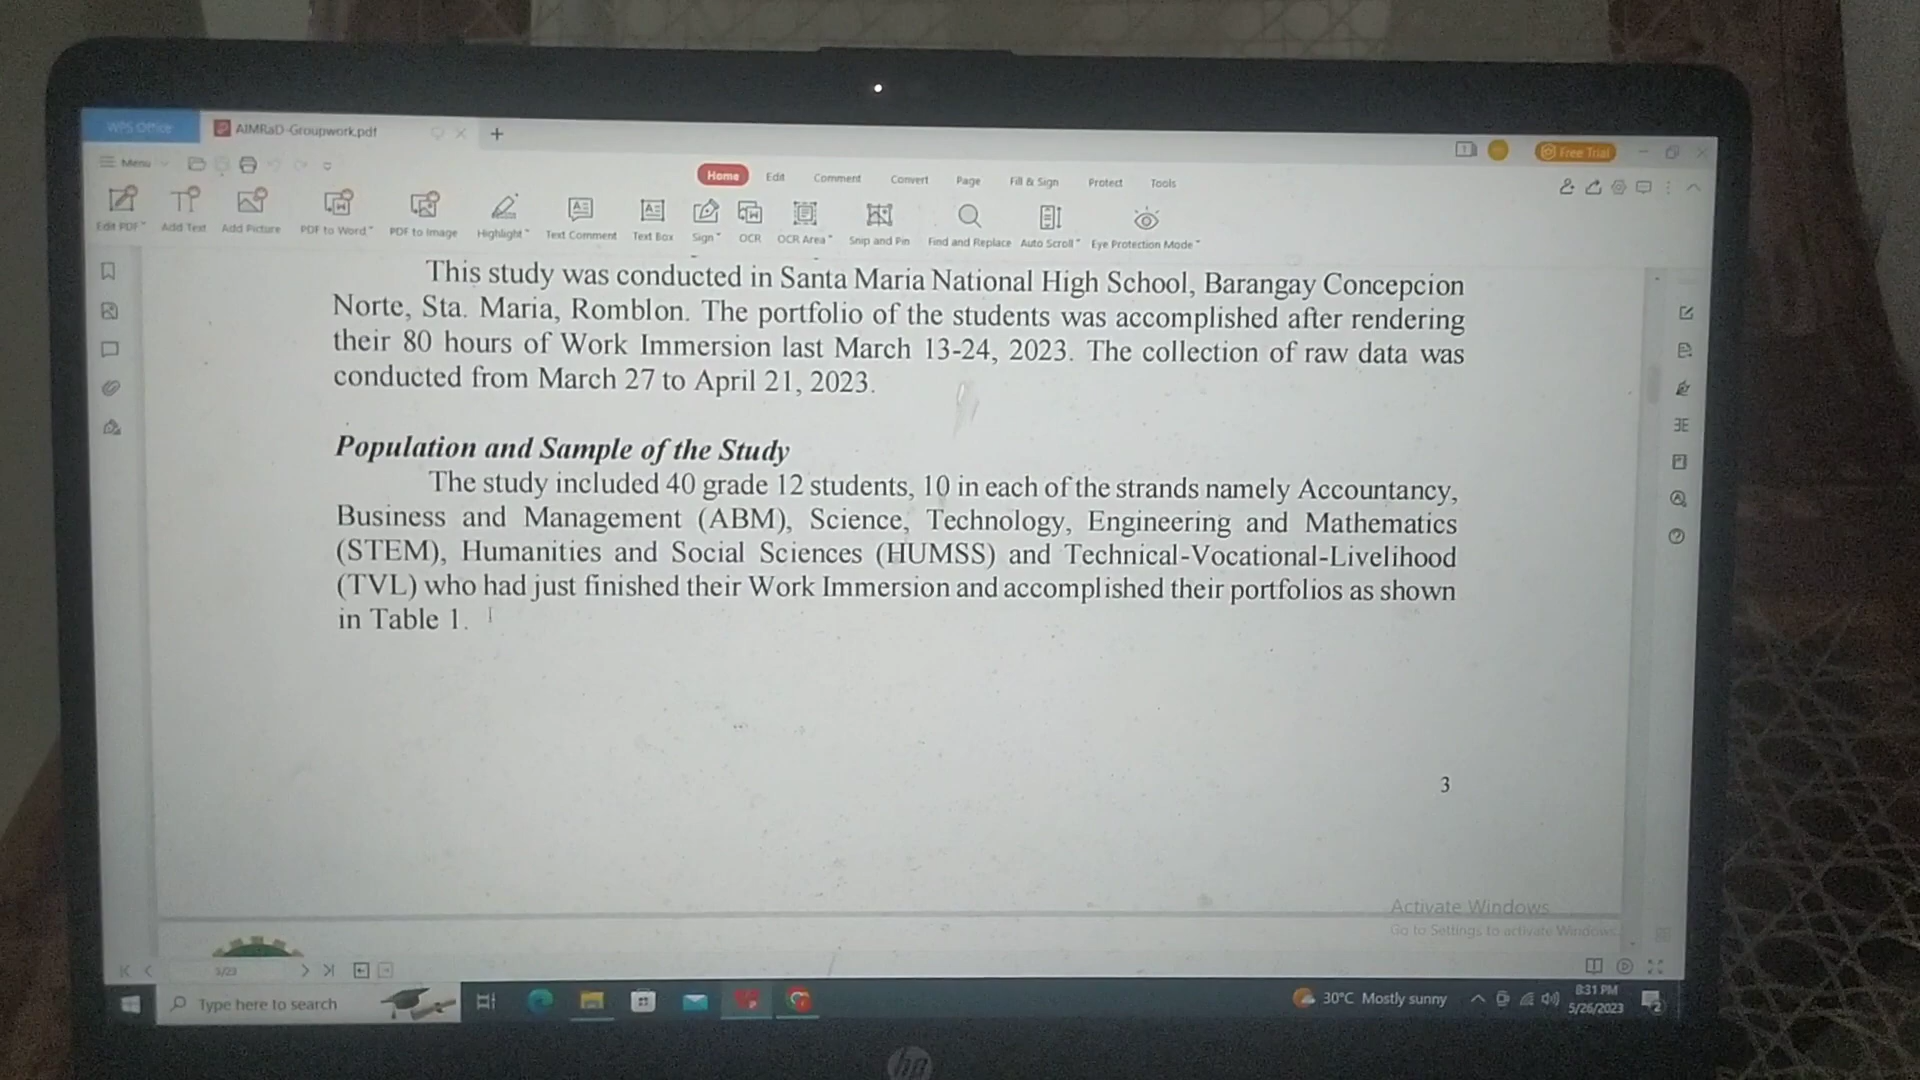 WPS Office
AIMRaD-Groupwork.pdf
+
Free Trial
Menu
Home Edit Comment Convert Page Fill & Sign Protect Tools
Edit PDF Add Text Add Picture PDF to Word PDF to Image Highlight Text Comment Text Box Sign OCR OCR Area Snip and Pin Find and Replace Auto Scroll Eye Protection Mode
This study was conducted in Santa Maria National High School, Barangay Concepcion
Norte, Sta. Maria, Romblon. The portfolio of the students was accomplished after rendering
their 80 hours of Work Immersion last March 13-24, 2023. The collection of raw data was
conducted from March 27 to April 21, 2023.
Population and Sample of the Study
The study included 40 grade 12 students, 10 in each of the strands namely Accountancy,
Business and Management (ABM), Science, Technology, Engineering and Mathematics
(STEM), Humanities and Social Sciences (HUMSS) and Technical-Vocational-Livelihood
(TVL) who had just finished their Work Immersion and accomplished their portfolios as shown
in Table 1.
3
Activate Windows
Go to Settings to activate Windows.
3/23
Type here to search
30°C Mostly sunny
8:31 PM
5/26/2023
2
hp